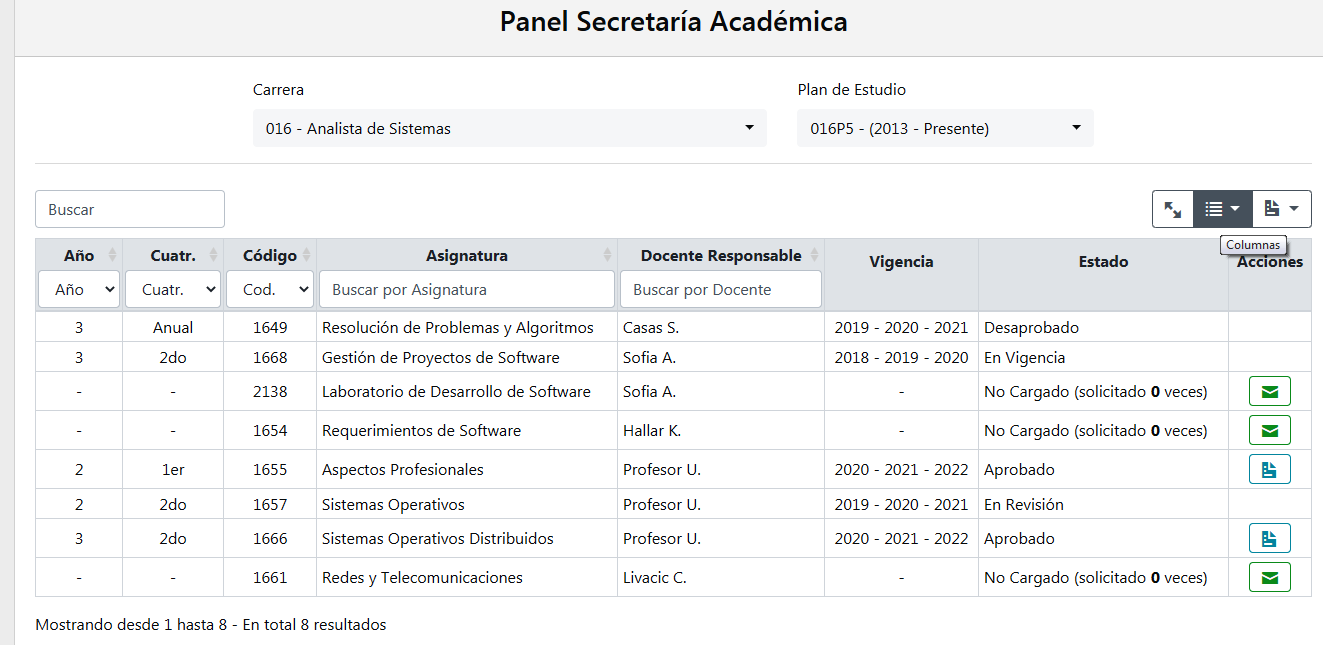 Panel Secretaría Académica
Carrera Plan de Estudio
016 - Analista de Sistemas 016P5 - (2013 - Presente)
Buscar
Columnas
Año Cuatr. Código Asignatura Docente Responsable Vigencia Estado Acciones
Año Cuatr. Cod. Buscar por Asignatura Buscar por Docente
3 Anual 1649 Resolución de Problemas y Algoritmos Casas S. 2019 - 2020 - 2021 Desaprobado
3 2do 1668 Gestión de Proyectos de Software Sofia A. 2018 - 2019 - 2020 En Vigencia
- - 2138 Laboratorio de Desarrollo de Software Sofia A. - No Cargado (solicitado 0 veces)
- - 1654 Requerimientos de Software Hallar K. - No Cargado (solicitado 0 veces)
2 1er 1655 Aspectos Profesionales Profesor U. 2020 - 2021 - 2022 Aprobado
2 2do 1657 Sistemas Operativos Profesor U. 2019 - 2020 - 2021 En Revisión
3 2do 1666 Sistemas Operativos Distribuidos Profesor U. 2020 - 2021 - 2022 Aprobado
- - 1661 Redes y Telecomunicaciones Livacic C. - No Cargado (solicitado 0 veces)
Mostrando desde 1 hasta 8 - En total 8 resultados